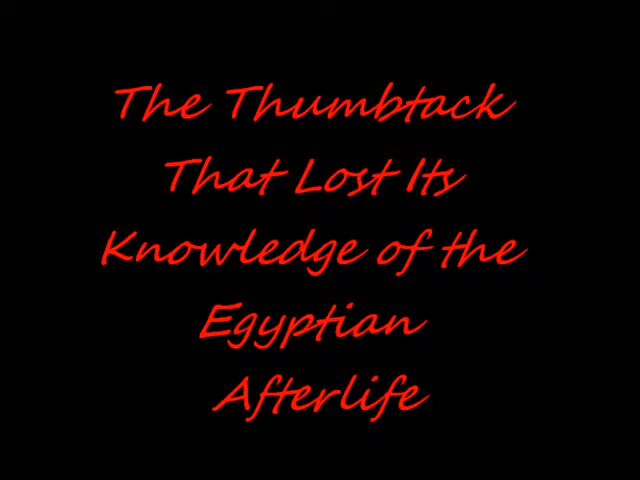 The Thumbtack
That Lost Its
Knowledge of the
Egyptian
Afterlife